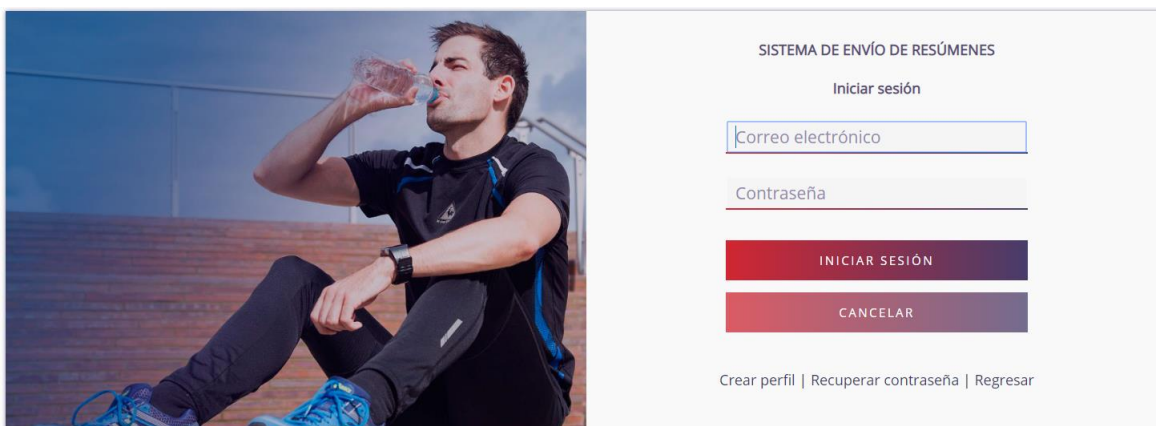 SISTEMA DE ENVÍO DE RESÚMENES
Iniciar sesión
Correo electrónico
Contraseña
INICIAR SESIÓN
CANCELAR
Crear perfil | Recuperar contraseña | Regresar